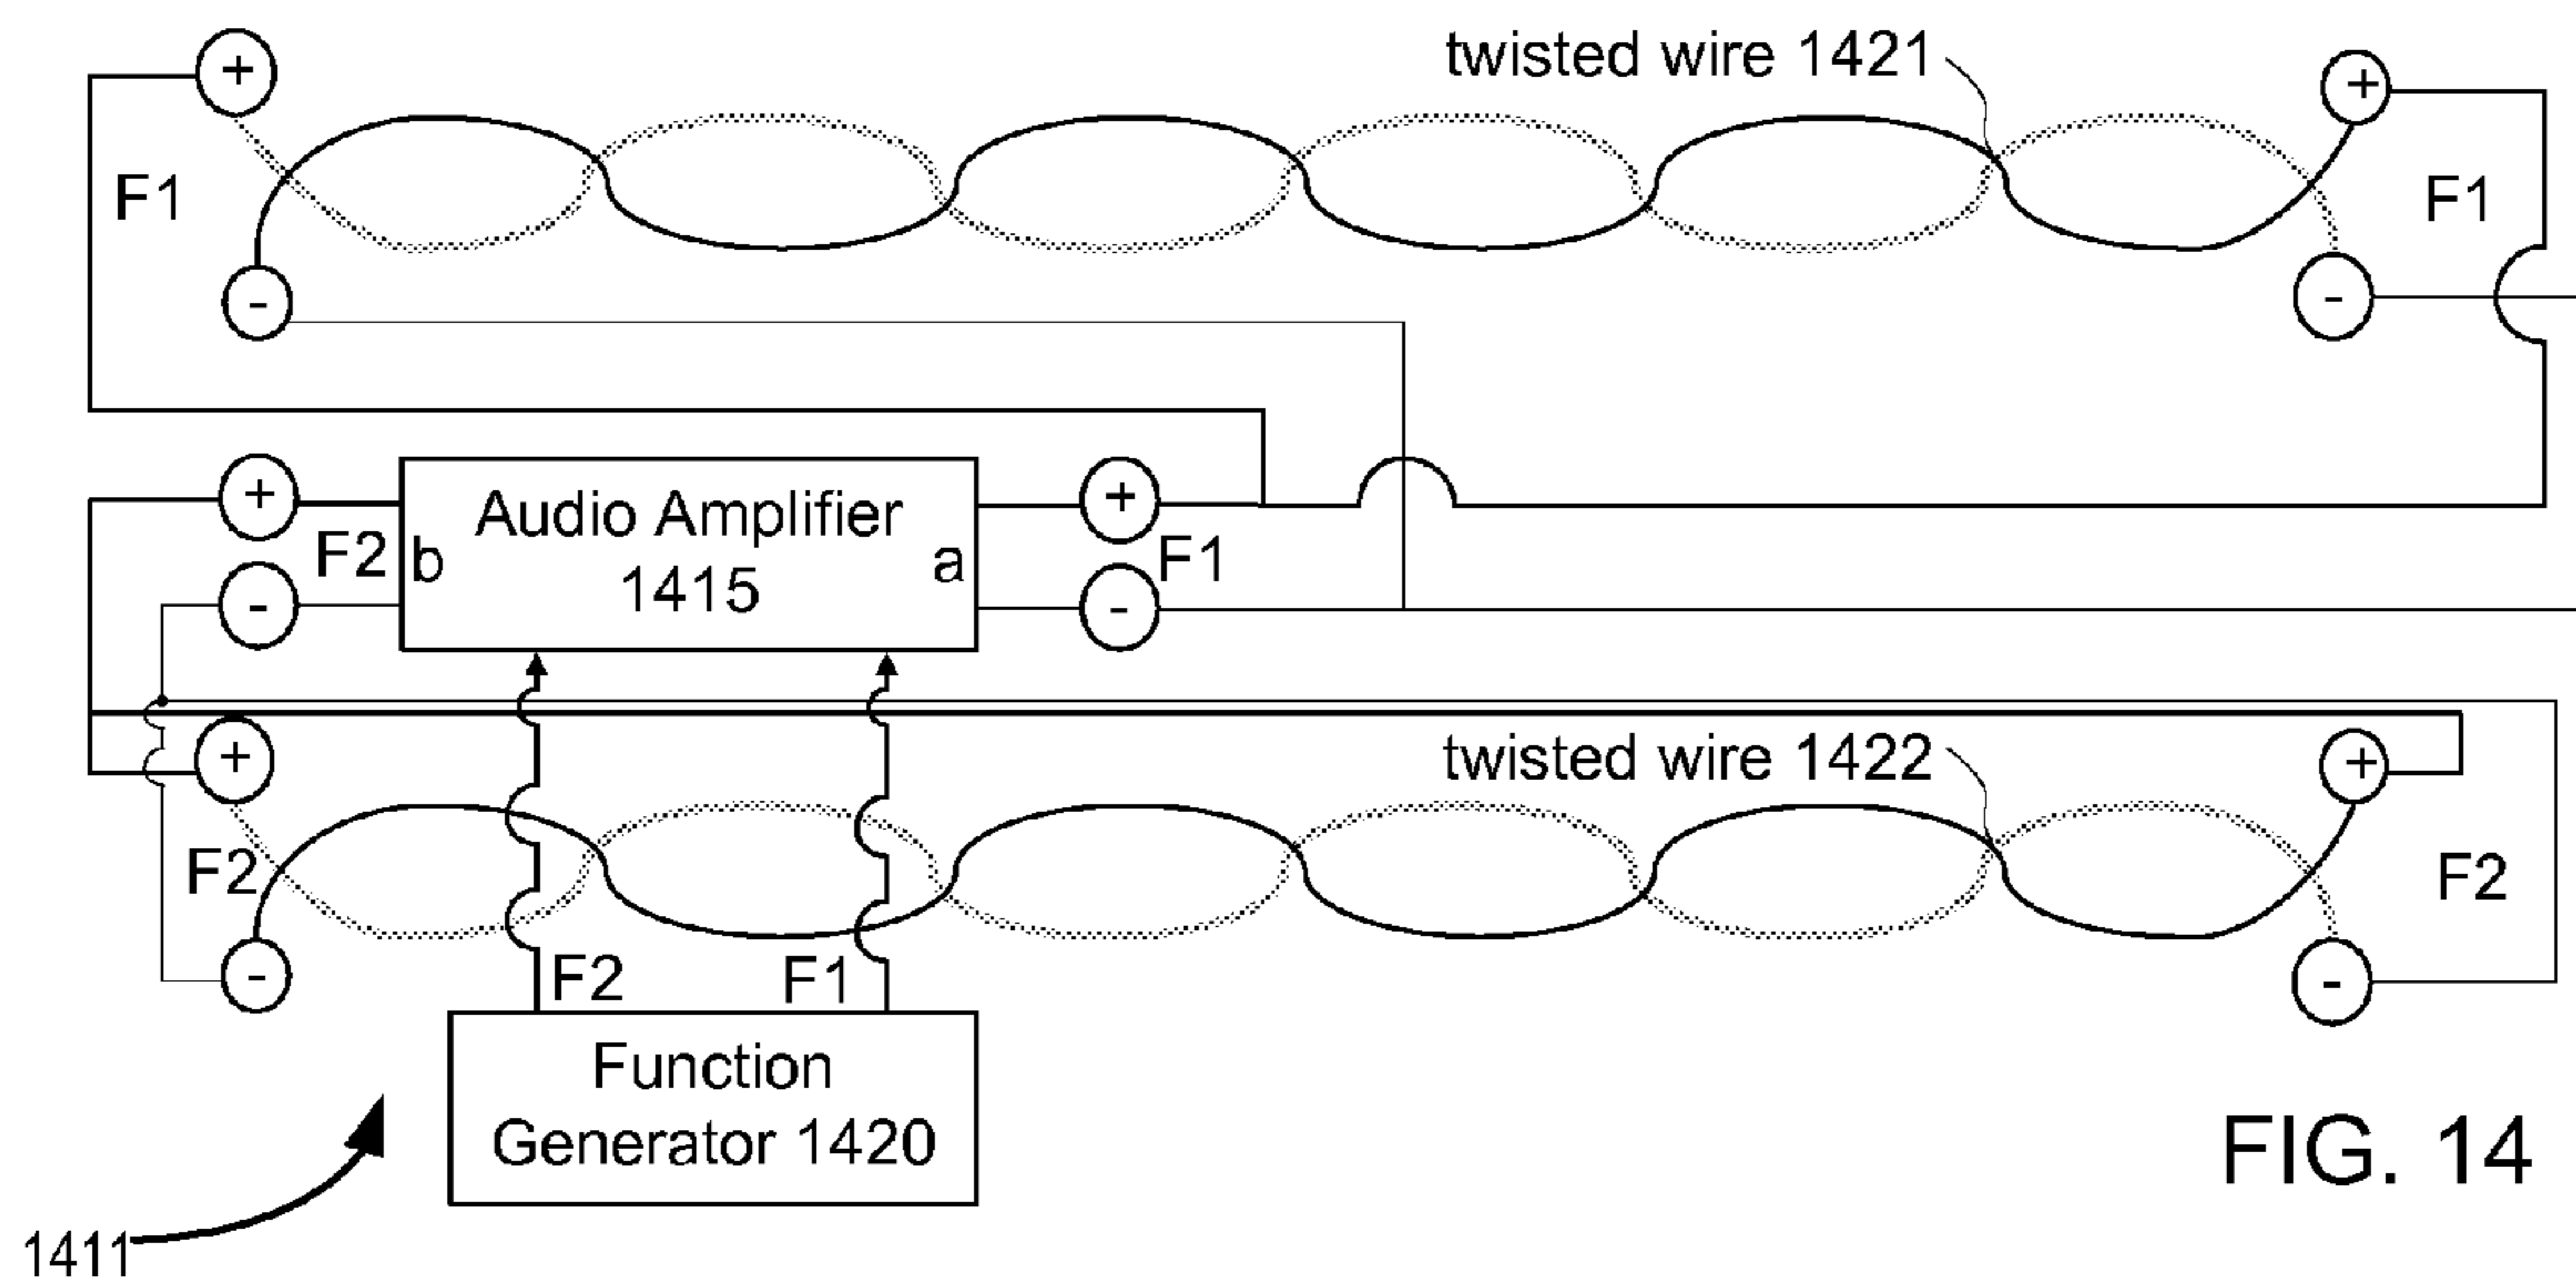 twisted wire 1421
+
+
F1
F1
-
-
+
Audio Amplifier
1415
+
F2
b
a
F1
-
-
+
twisted wire 1422
+
F2
F2
-
F2
F1
-
Function
Generator 1420
FIG. 14
1411